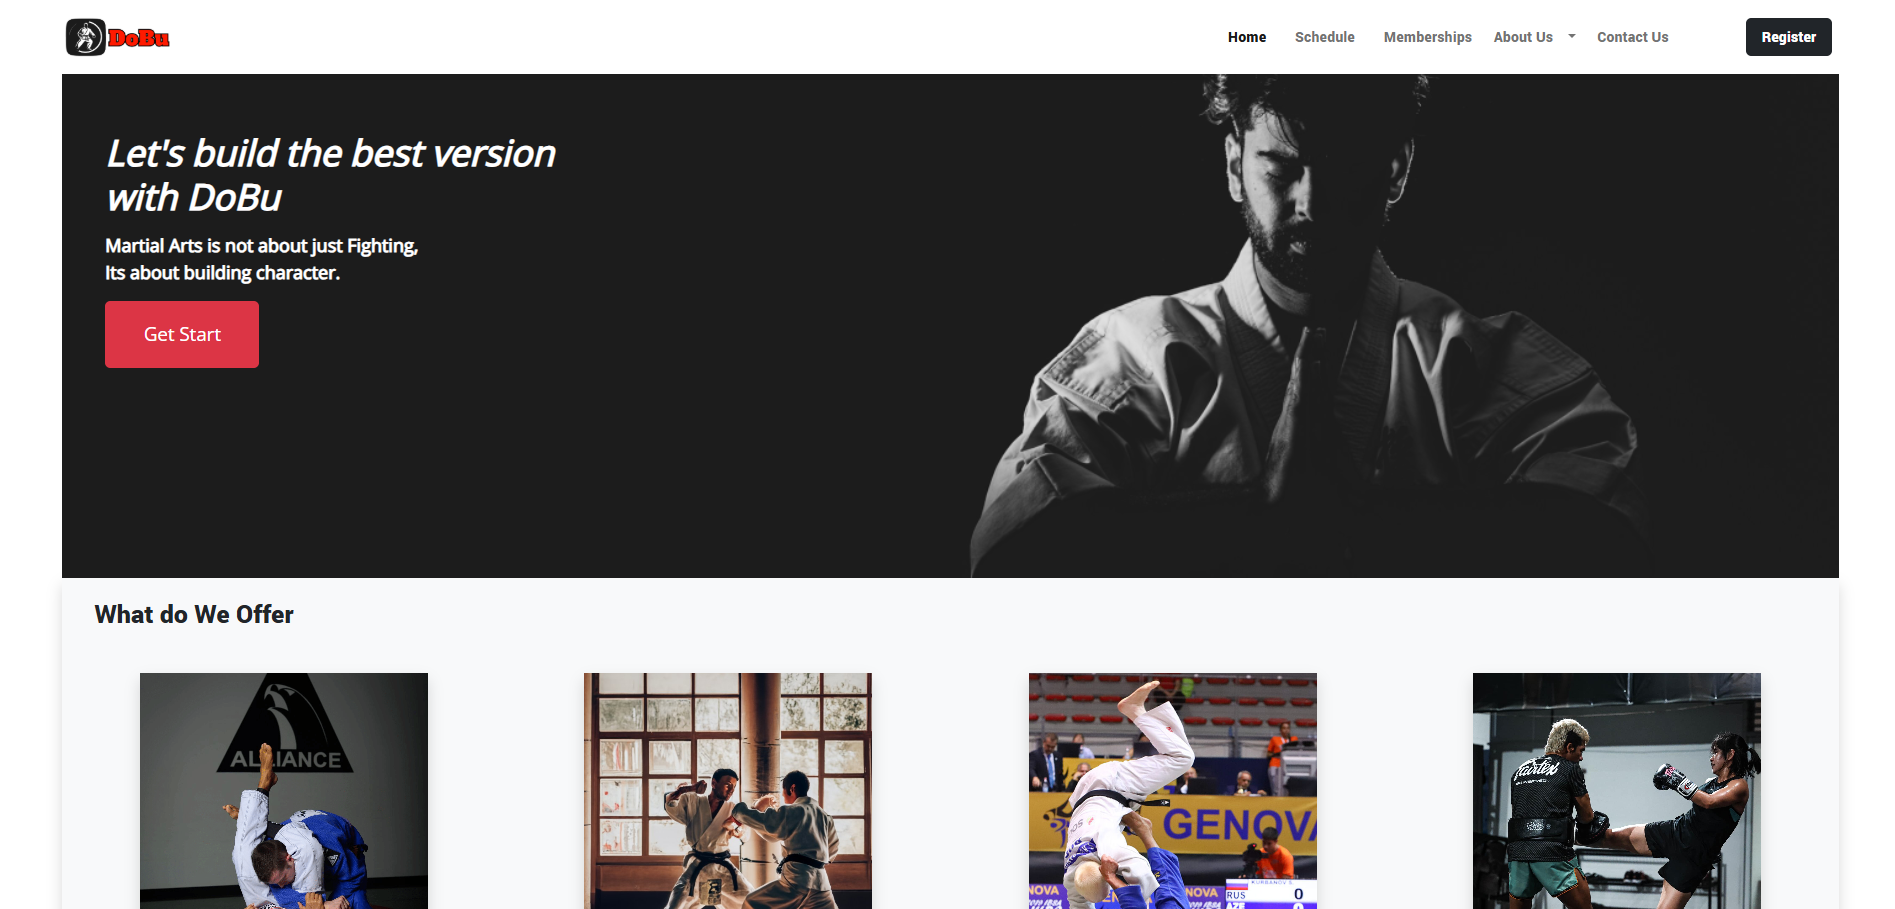 DoBu
Home Schedule Memberships About Us Contact Us Register
Let's build the best version
with DoBu
Martial Arts is not about just Fighting,
Its about building character.
Get Start
What do We Offer
ALLIANCE
GENOVA
fairtex
NOVA
NOVA
RUS 0
AZE